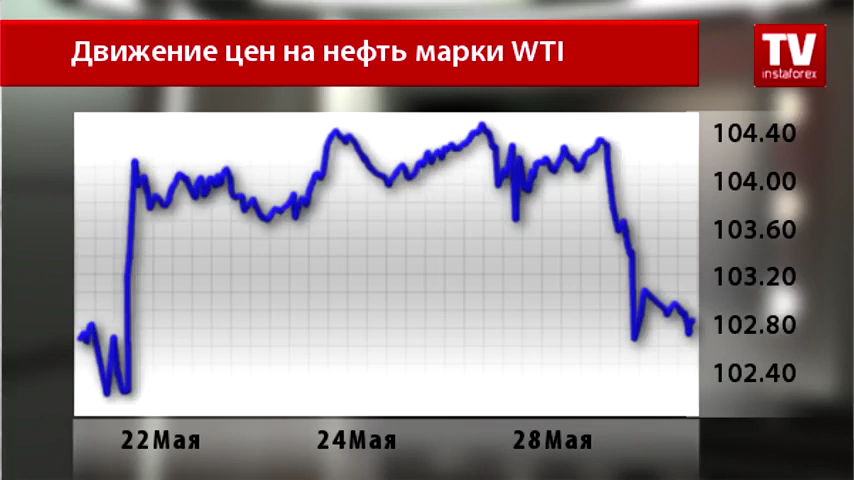 Движение цен на нефть марки WTI
TV
instaforex
104.40
104.00
103.60
103.20
102.80
102.40
22Мая 24Мая 28Мая